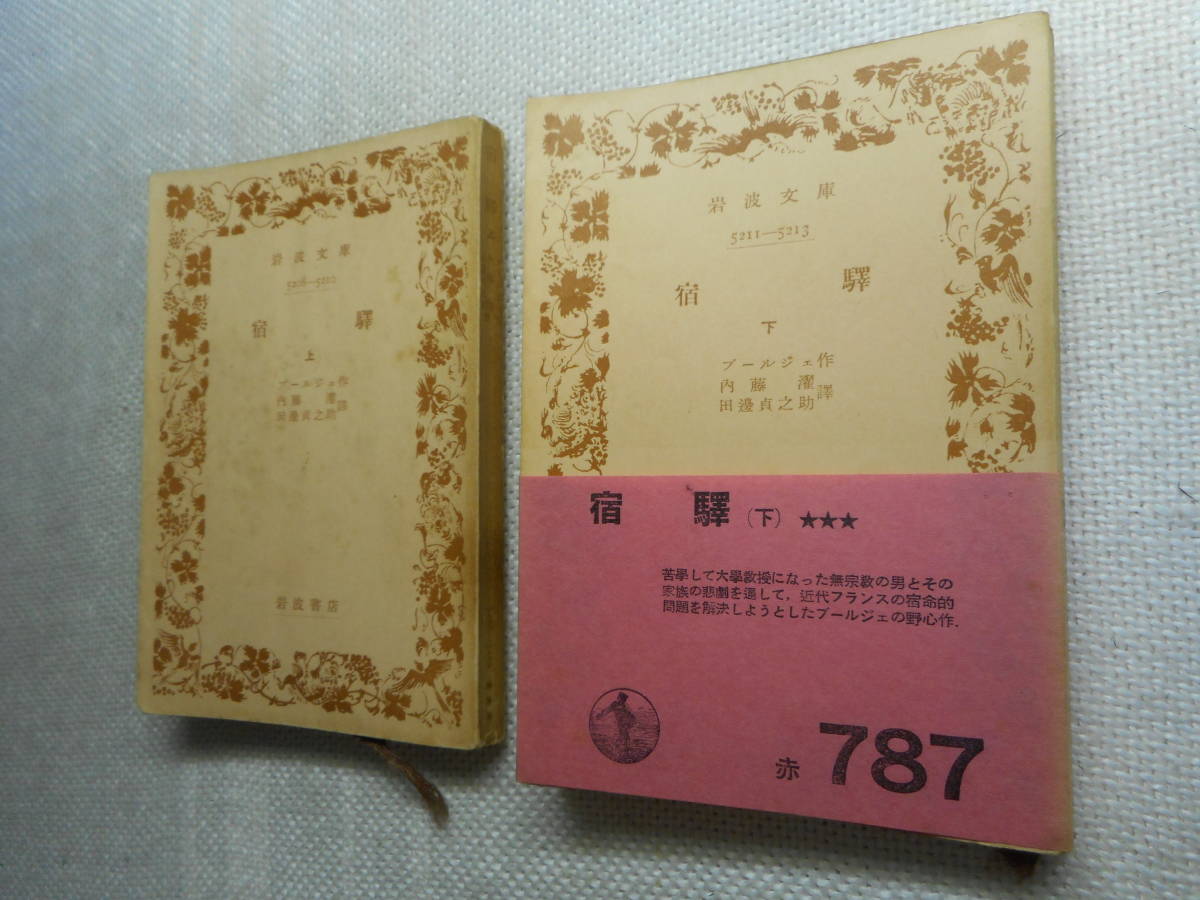 岩波文庫
5208—5210
宿驛
上
ブールジェ作
内藤濯
田邊貞之助
譯
岩波書店
岩波文庫
5211—5213
宿驛
下
ブールジェ作
内藤濯
田邊貞之助
譯
宿驛（下）★★★
苦學して大學教授になった無宗教の男とその
家族の悲劇を通して，近代フランスの宿命的
問題を解決しようとしたブールジェの野心作．
赤 787